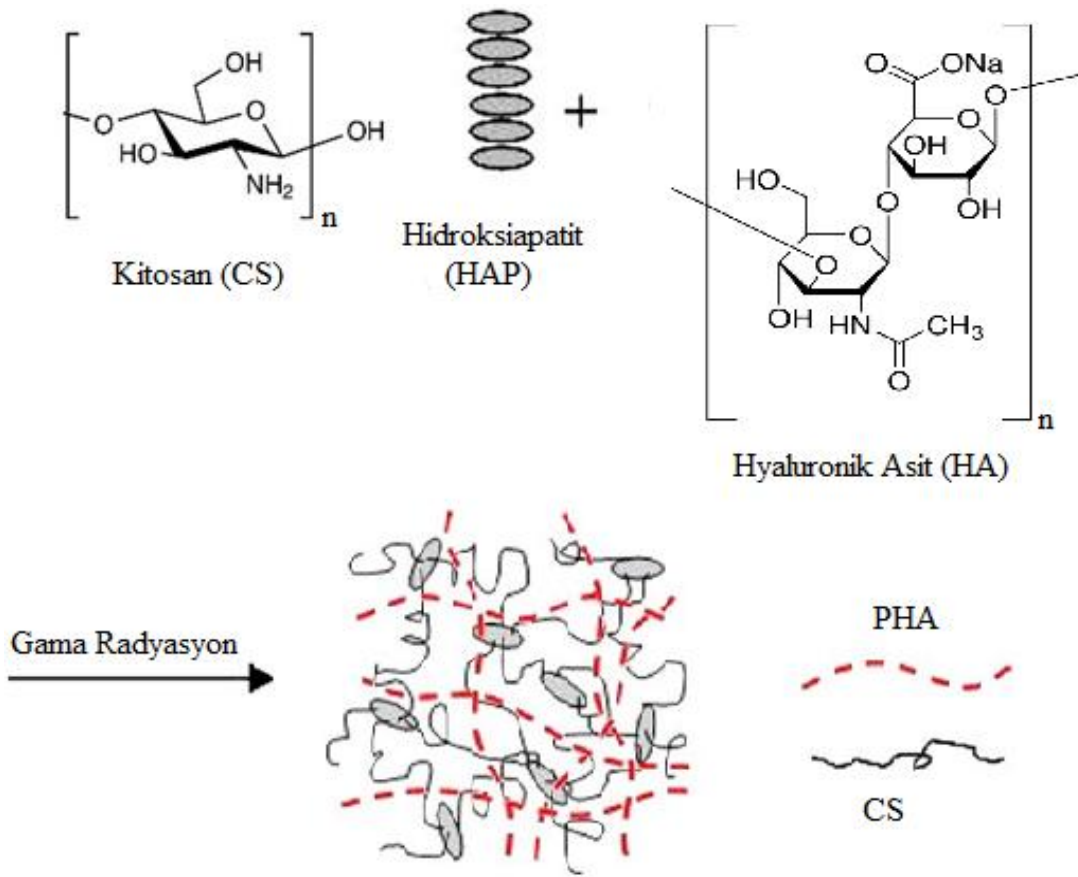 OH
O
O
OH
HO
NH2
n
Kitosan (CS)
Hidroksiapatit
(HAP)
+
O
ONa
O
O
OH
HO
O
OH
O
O
OH
HN
CH3
O
n
Hyaluronik Asit (HA)
Gama Radyasyon
PHA
CS